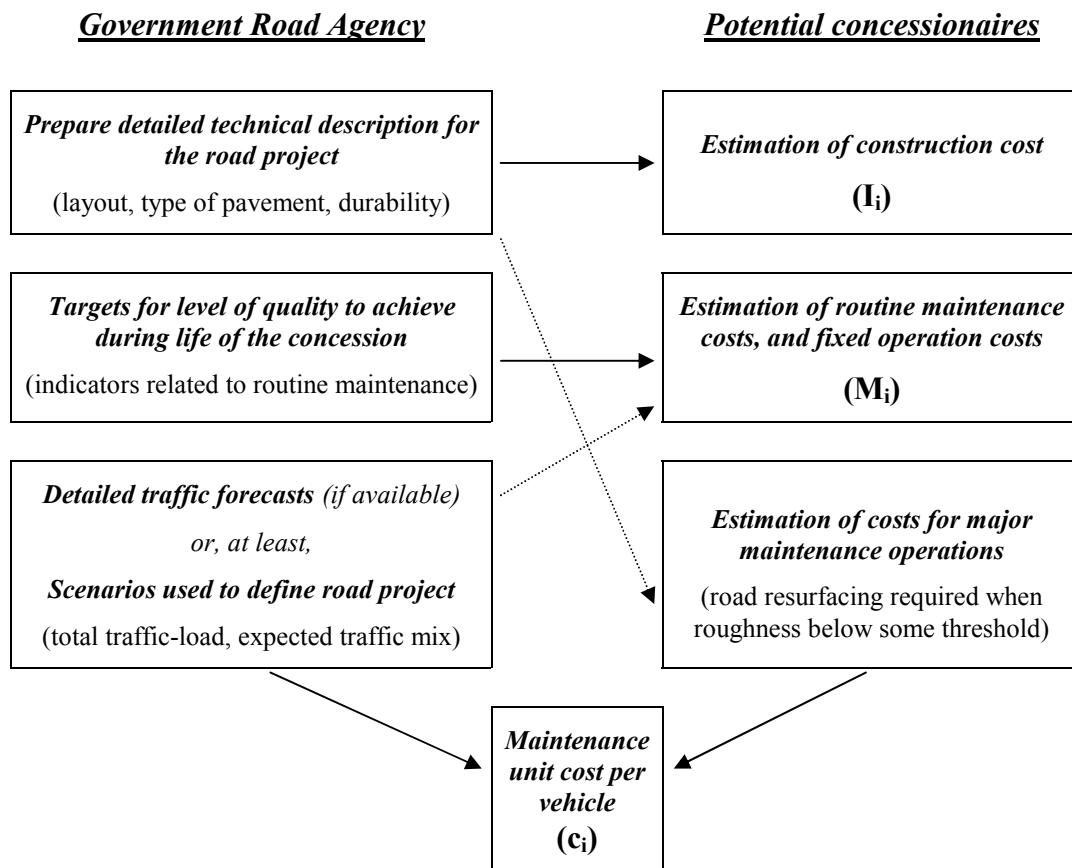 Government Road Agency
Potential concessionaires
Prepare detailed technical description for
the road project
(layout, type of pavement, durability)
Estimation of construction cost
(Ii)
Targets for level of quality to achieve
during life of the concession
(indicators related to routine maintenance)
Estimation of routine maintenance
costs, and fixed operation costs
(Mi)
Detailed traffic forecasts (if available)
or, at least,
Scenarios used to define road project
(total traffic-load, expected traffic mix)
Estimation of costs for major
maintenance operations
(road resurfacing required when
roughness below some threshold)
Maintenance
unit cost per
vehicle
(ci)